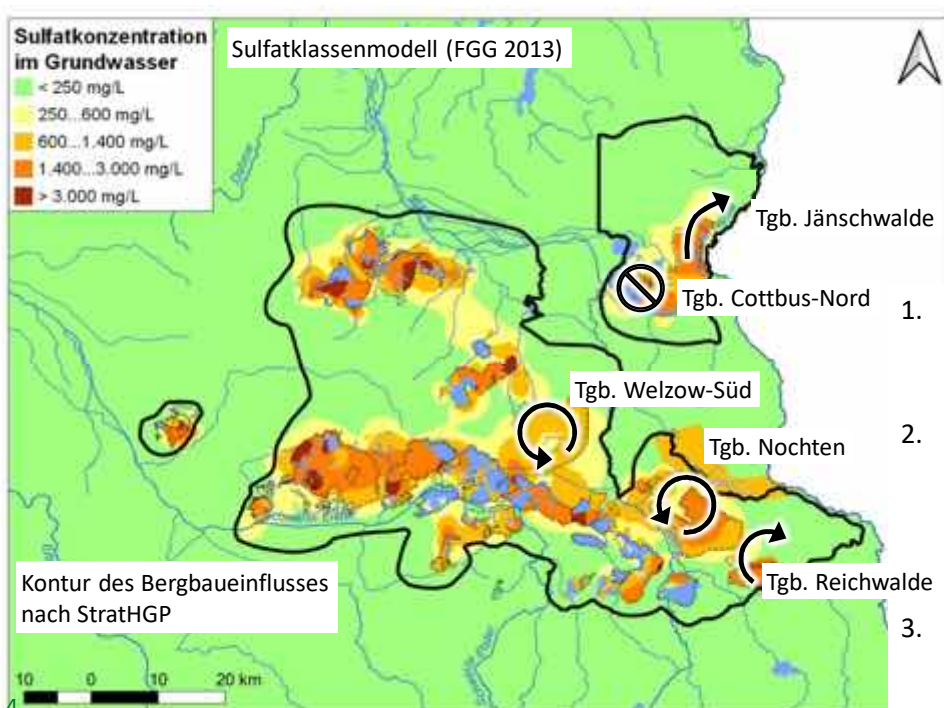 Sulfatkonzentration
im Grundwasser
< 250 mg/L
250...600 mg/L
600...1.400 mg/L
1.400...3.000 mg/L
> 3.000 mg/L
Sulfatklassenmodell (FGG 2013)
Tgb. Jänschwalde
Tgb. Cottbus-Nord
1.
Tgb. Welzow-Süd
2.
Tgb. Nochten
Tgb. Reichwalde
3.
Kontur des Bergbaueinflusses
nach StratHGP
10 0 10 20 km
4